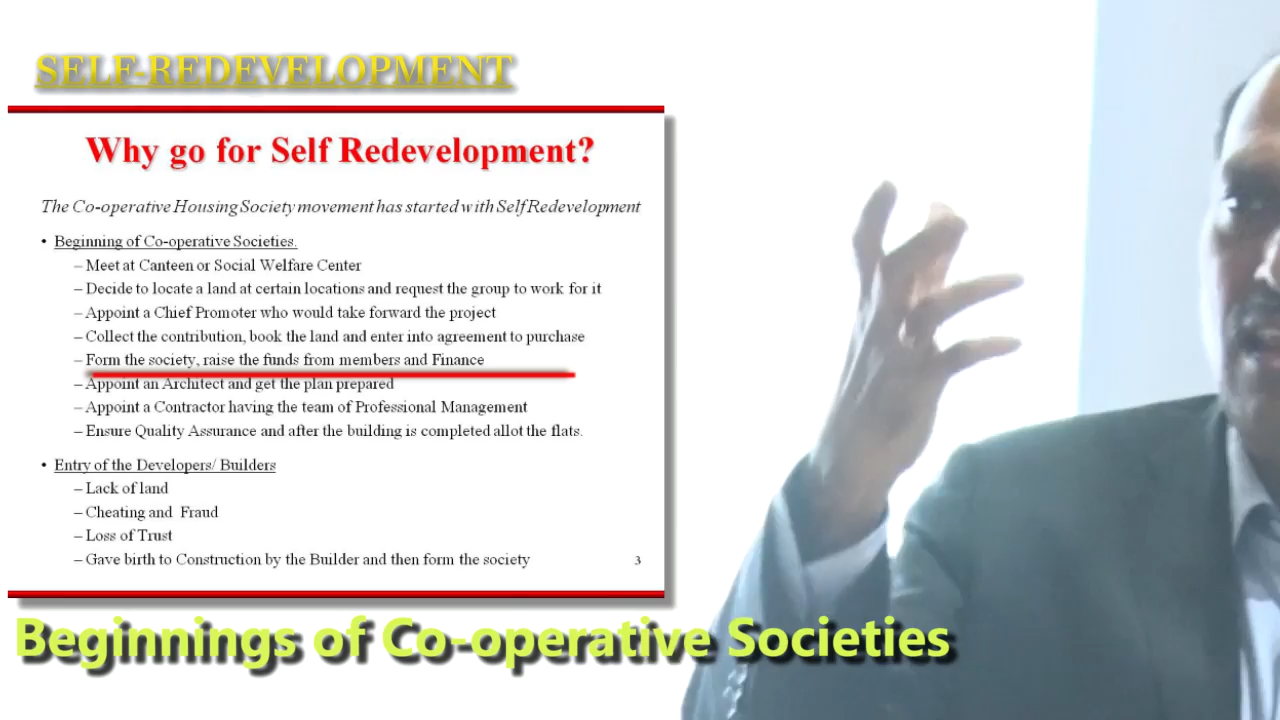 SELF-REDEVELOPMENT
Why go for Self Redevelopment?
The Co-operative Housing Society movement has started with Self Redevelopment
• Beginning of Co-operative Societies.
– Meet at Canteen or Social Welfare Center
– Decide to locate a land at certain locations and request the group to work for it
– Appoint a Chief Promoter who would take forward the project
– Collect the contribution, book the land and enter into agreement to purchase
– Form the society, raise the funds from members and Finance
– Appoint an Architect and get the plan prepared
– Appoint a Contractor having the team of Professional Management
– Ensure Quality Assurance and after the building is completed allot the flats.
• Entry of the Developers/ Builders
– Lack of land
– Cheating and Fraud
– Loss of Trust
– Gave birth to Construction by the Builder and then form the society
3
Beginnings of Co-operative Societies